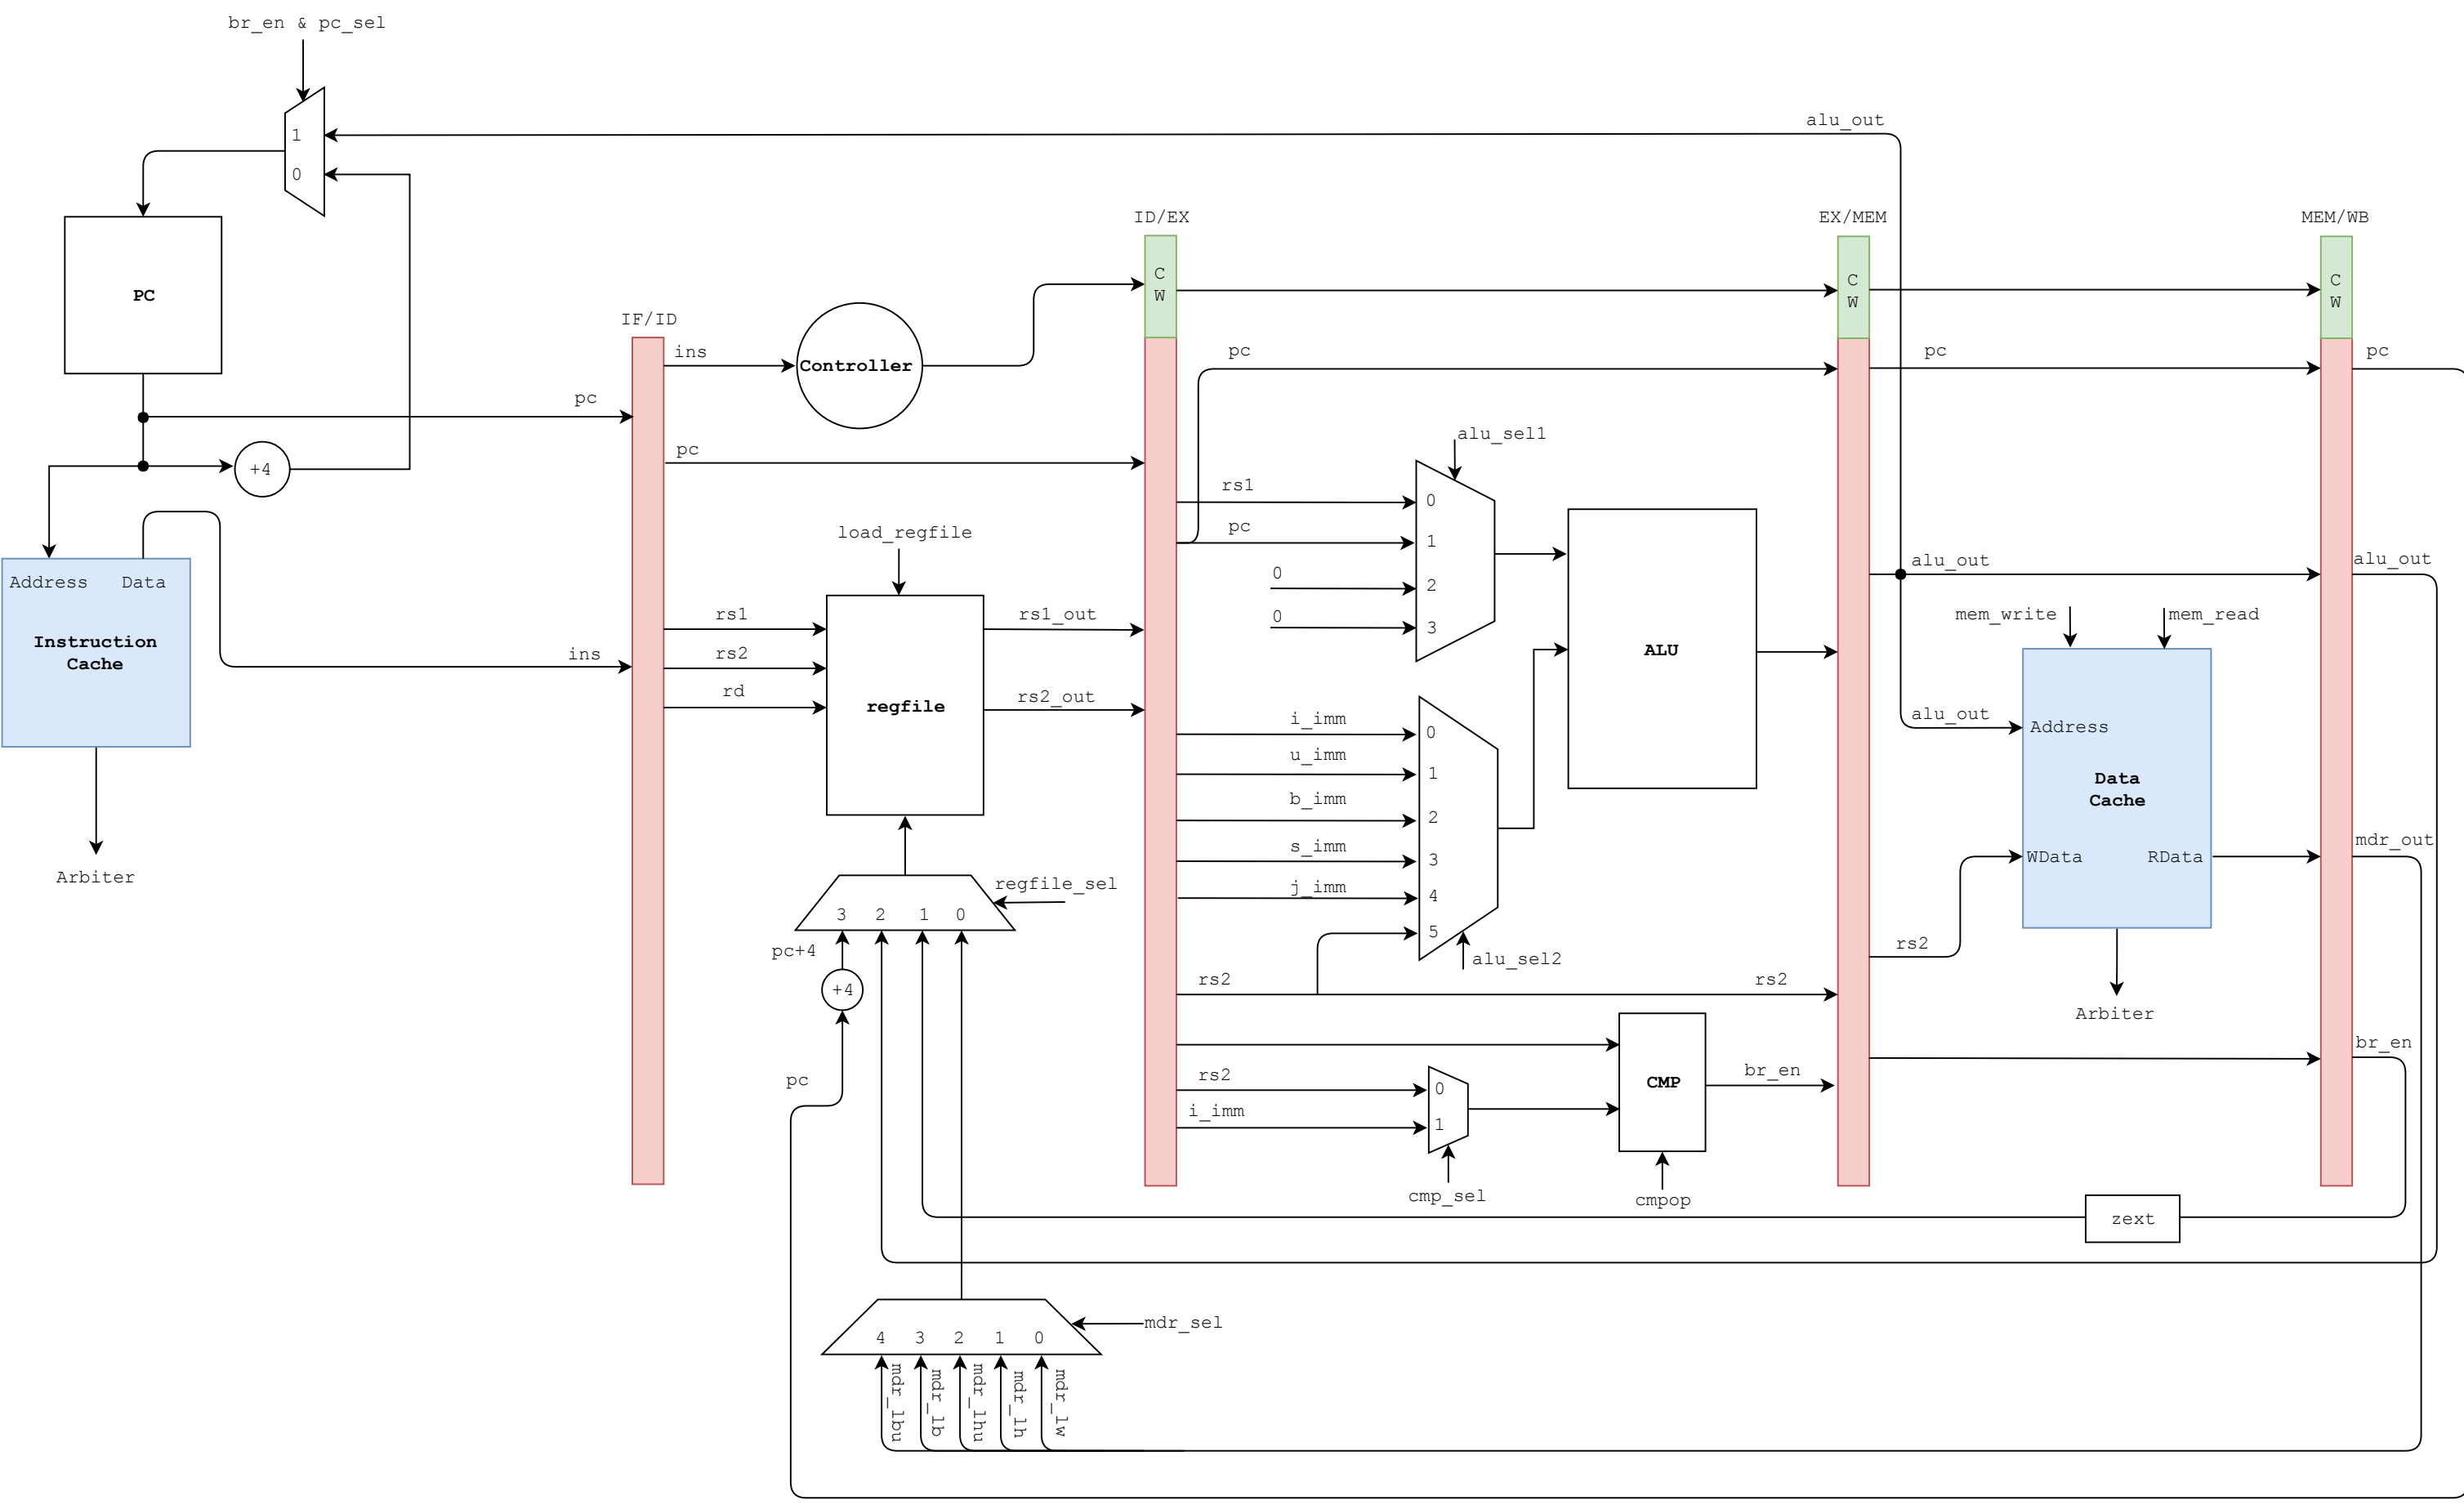 br_en & pc_sel
1
0
alu_out
PC
ID/EX
EX/MEM
MEM/WB
C
W
C
W
C
W
IF/ID
ins
Controller
pc
pc
pc
pc
pc
+4
alu_sel1
rs1
0
pc
1
0
2
0
3
load_regfile
Address
Data
Instruction
Cache
ins
rs1
rs2
rd
regfile
rs1_out
rs2_out
ALU
alu_out
alu_out
mem_write
mem_read
alu_out
Address
Data
Cache
WData
RData
mdr_out
i_imm
0
u_imm
1
b_imm
2
s_imm
3
j_imm
4
5
alu_sel2
rs2
rs2
rs2
Arbiter
Arbiter
regfile_sel
3
2
1
0
pc+4
+4
pc
CMP
br_en
br_en
rs2
0
i_imm
1
cmp_sel
cmpop
zext
mdr_sel
4
3
2
1
0
mdr_lbu
mdr_lb
mdr_lhu
mdr_lh
mdr_lw